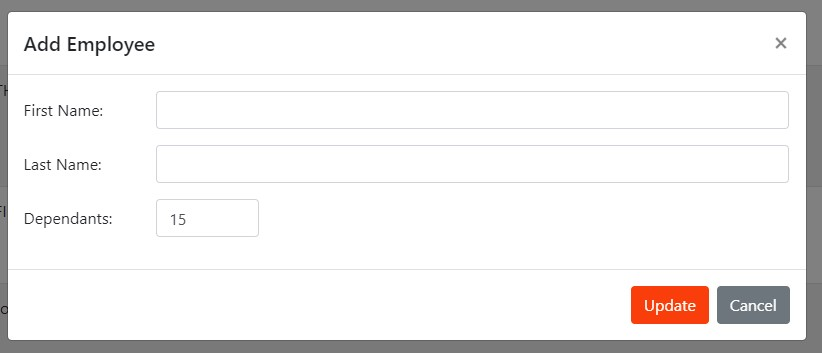 Add Employee ×
First Name:
Last Name:
Dependants: 15
Update Cancel